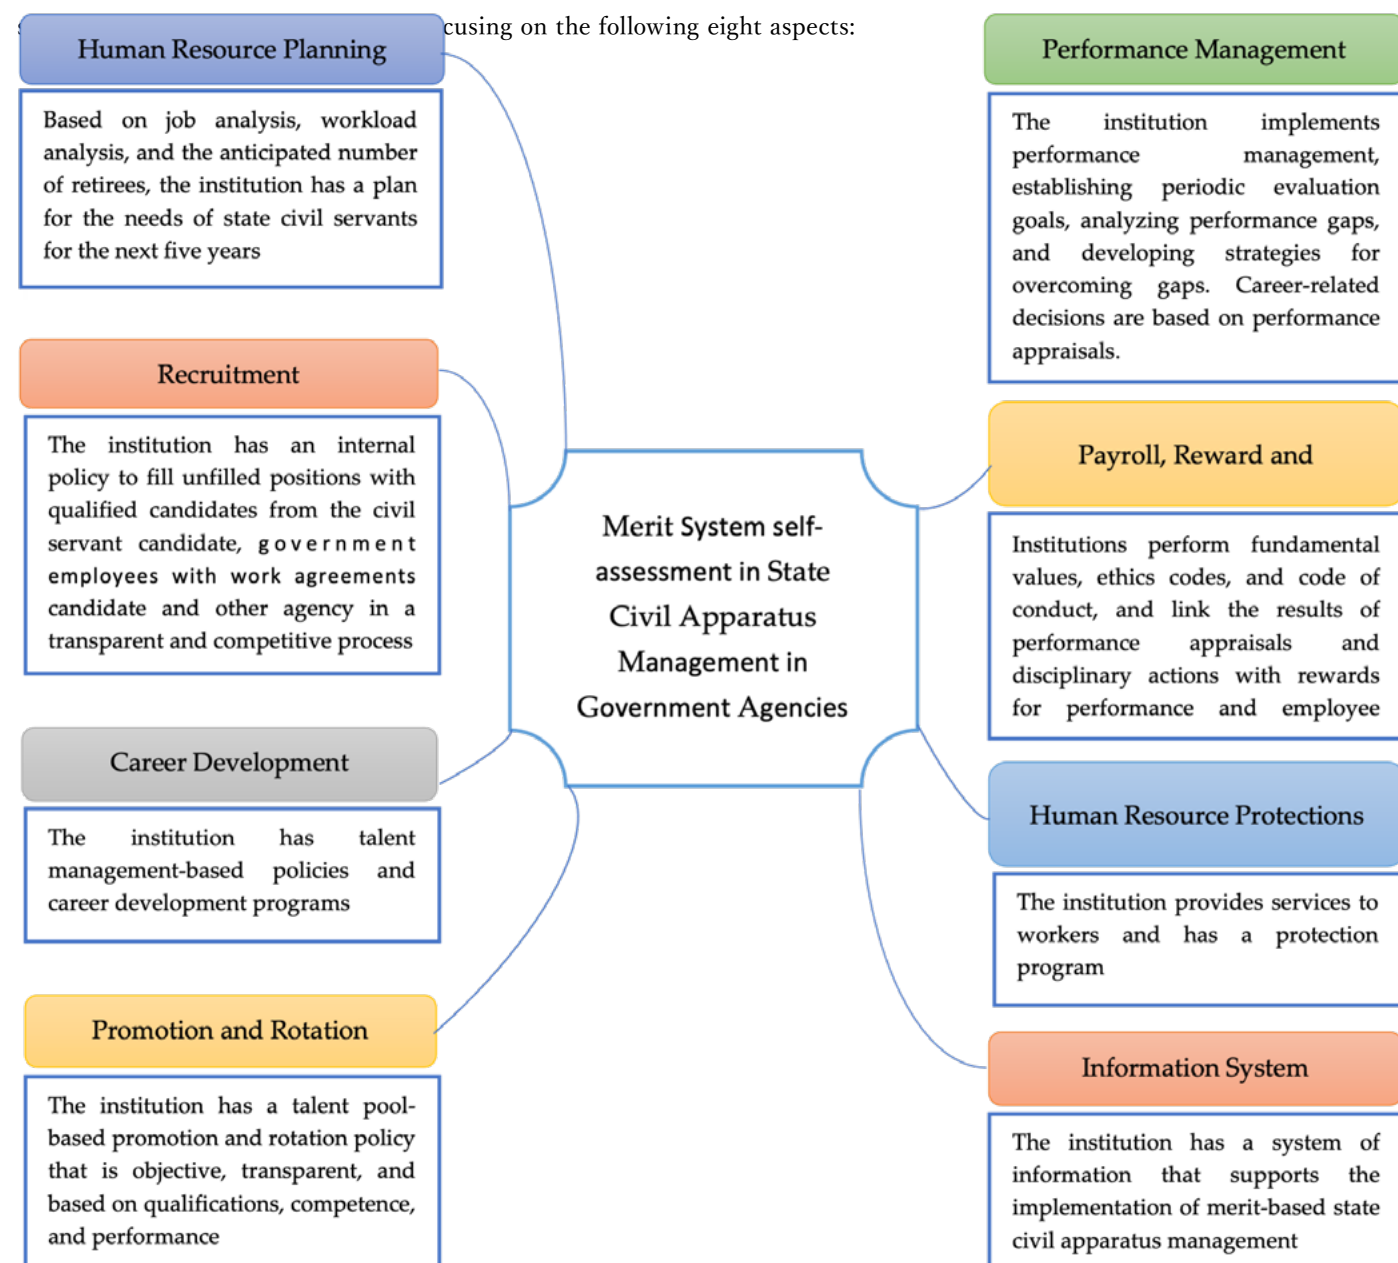 cusing on the following eight aspects:
Human Resource Planning
Based on job analysis, workload
analysis, and the anticipated number
of retirees, the institution has a plan
for the needs of state civil servants
for the next five years
Recruitment
The institution has an internal
policy to fill unfilled positions with
qualified candidates from the civil
servant candidate, government
employees with work agreements
candidate and other agency in a
transparent and competitive process
Career Development
The institution has talent
management-based policies and
career development programs
Promotion and Rotation
The institution has a talent pool-
based promotion and rotation policy
that is objective, transparent, and
based on qualifications, competence,
and performance
Merit System self-
assessment in State
Civil Apparatus
Management in
Government Agencies
Performance Management
The institution implements
performance management,
establishing periodic evaluation
goals, analyzing performance gaps,
and developing strategies for
overcoming gaps. Career-related
decisions are based on performance
appraisals.
Payroll, Reward and
Institutions perform fundamental
values, ethics codes, and code of
conduct, and link the results of
performance appraisals and
disciplinary actions with rewards
for performance and employee
Human Resource Protections
The institution provides services to
workers and has a protection
program
Information System
The institution has a system of
information that supports the
implementation of merit-based state
civil apparatus management